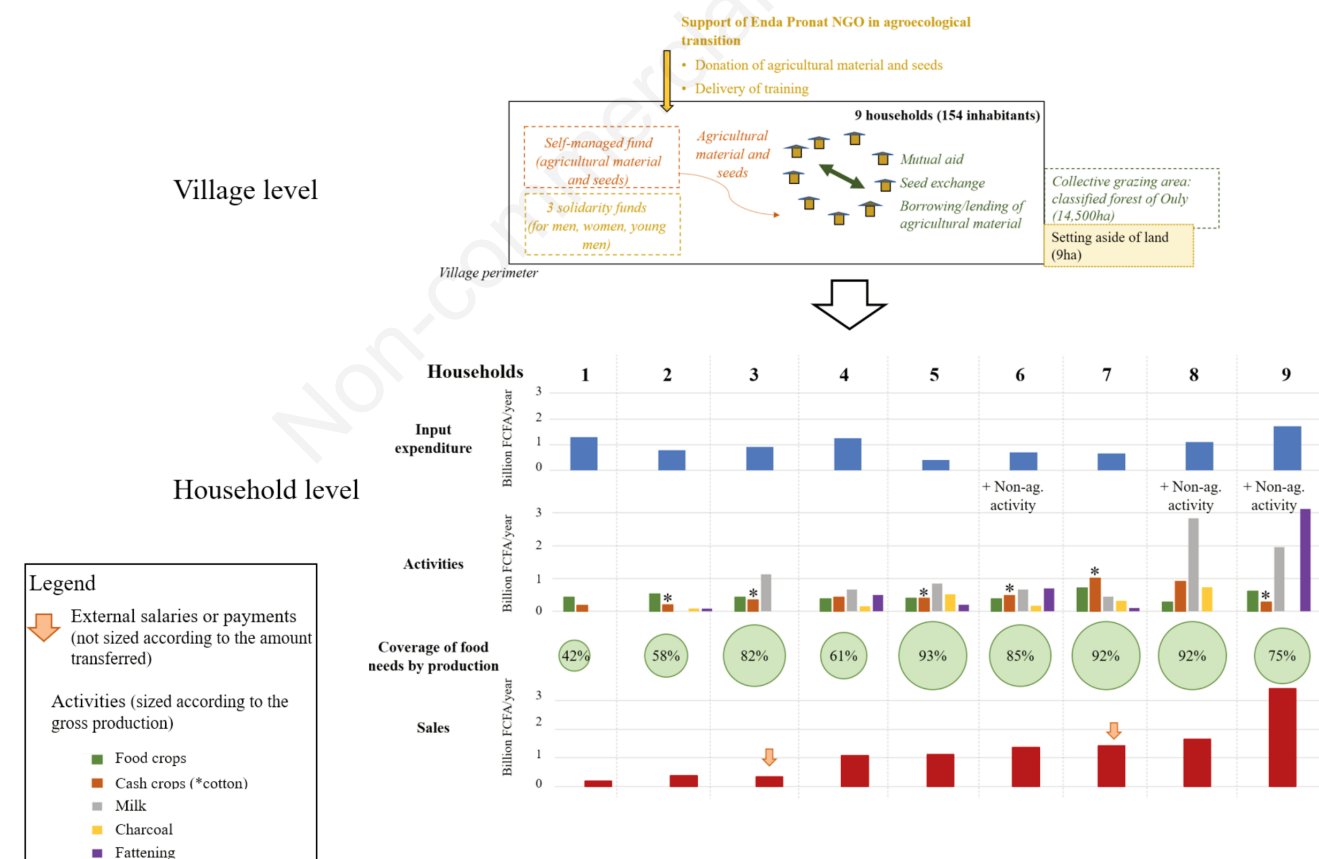 Support of Enda Pronat NGO in agroecological
transition
• Donation of agricultural material and seeds
• Delivery of training
9 households (154 inhabitants)
Self-managed fund
(agricultural material
and seeds)
Agricultural
material and
seeds
3 solidarity funds
(for men, women, young
men)
Mutual aid
Seed exchange
Borrowing/lending of
agricultural material
Collective grazing area:
classified forest of Ouly
(14,500ha)
Setting aside of land
(9ha)
Village perimeter
Village level
Non-commercial
Households 1 2 3 4 5 6 7 8 9
Input
expenditure
Billion FCFA/year
3
2
1
0
+ Non-ag.
activity
+ Non-ag.
activity
+ Non-ag.
activity
Household level
Activities
Billion FCFA/year
3
2
1
0
* * * * * *
Coverage of food
needs by production
42% 58% 82% 61% 93% 85% 92% 92% 75%
Sales
Billion FCFA/year
3
2
1
0
Legend
External salaries or payments
(not sized according to the amount
transferred)
Activities (sized according to the
gross production)
Food crops
Cash crops (*cotton)
Milk
Charcoal
Fattening